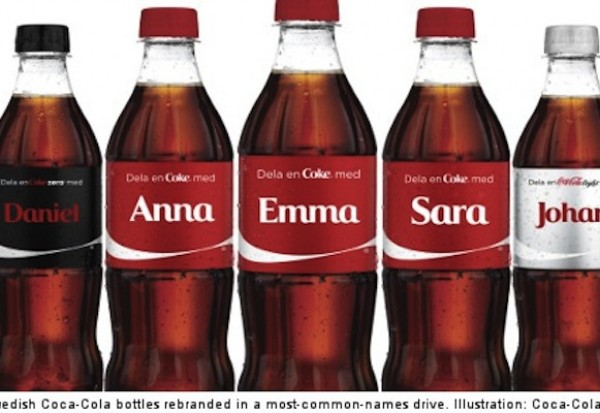 Dela en Coke zero med
Daniel
Dela en Coke med
Anna
Dela en Coke med
Emma
Dela en Coke med
Sara
Dela en Coca-Cola light
Johan
edish Coca-Cola bottles rebranded in a most-common-names drive. Illustration: Coca-Cola